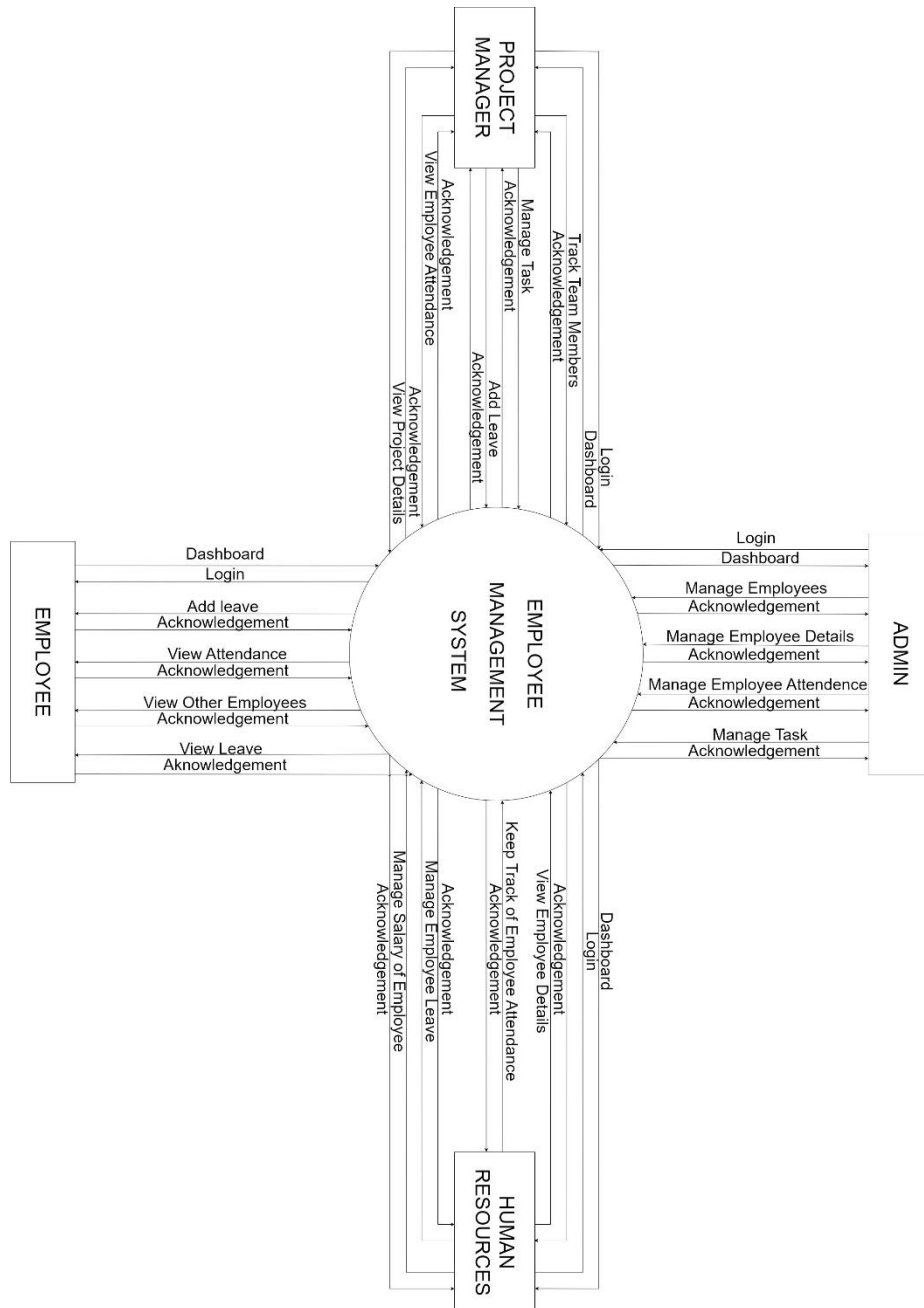 PROJECT
MANAGER
Login
Dashboard
Track Team Members
Acknowledgement
Manage Task
Acknowledgement
Add Leave
Acknowledgement
Acknowledgement
View Employee Attendance
Acknowledgement
View Project Details
EMPLOYEE
MANAGEMENT
SYSTEM
EMPLOYEE
Dashboard
Login
Add leave
Acknowledgement
View Attendance
Acknowledgement
View Other Employees
Acknowledgement
View Leave
Aknowledgement
ADMIN
Login
Dashboard
Manage Employees
Acknowledgement
Manage Employee Details
Acknowledgement
Manage Employee Attendence
Acknowledgement
Manage Task
Acknowledgement
Dashboard
Login
Acknowledgement
View Employee Details
Keep Track of Employee Attendance
Acknowledgement
Acknowledgement
Manage Employee Leave
Manage Salary of Employee
Acknowledgement
HUMAN
RESOURCES